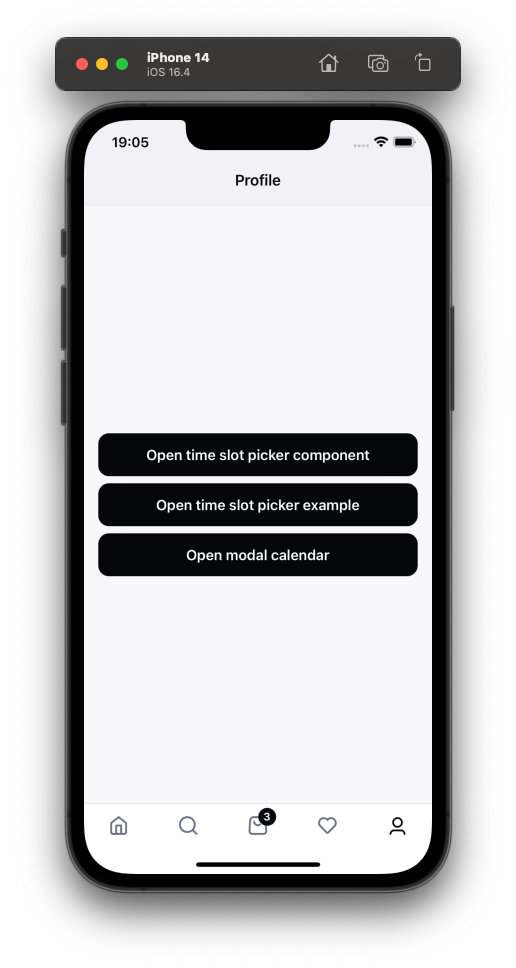 iPhone 14
iOS 16.4
19:05
Profile
Open time slot picker component
Open time slot picker example
Open modal calendar
3